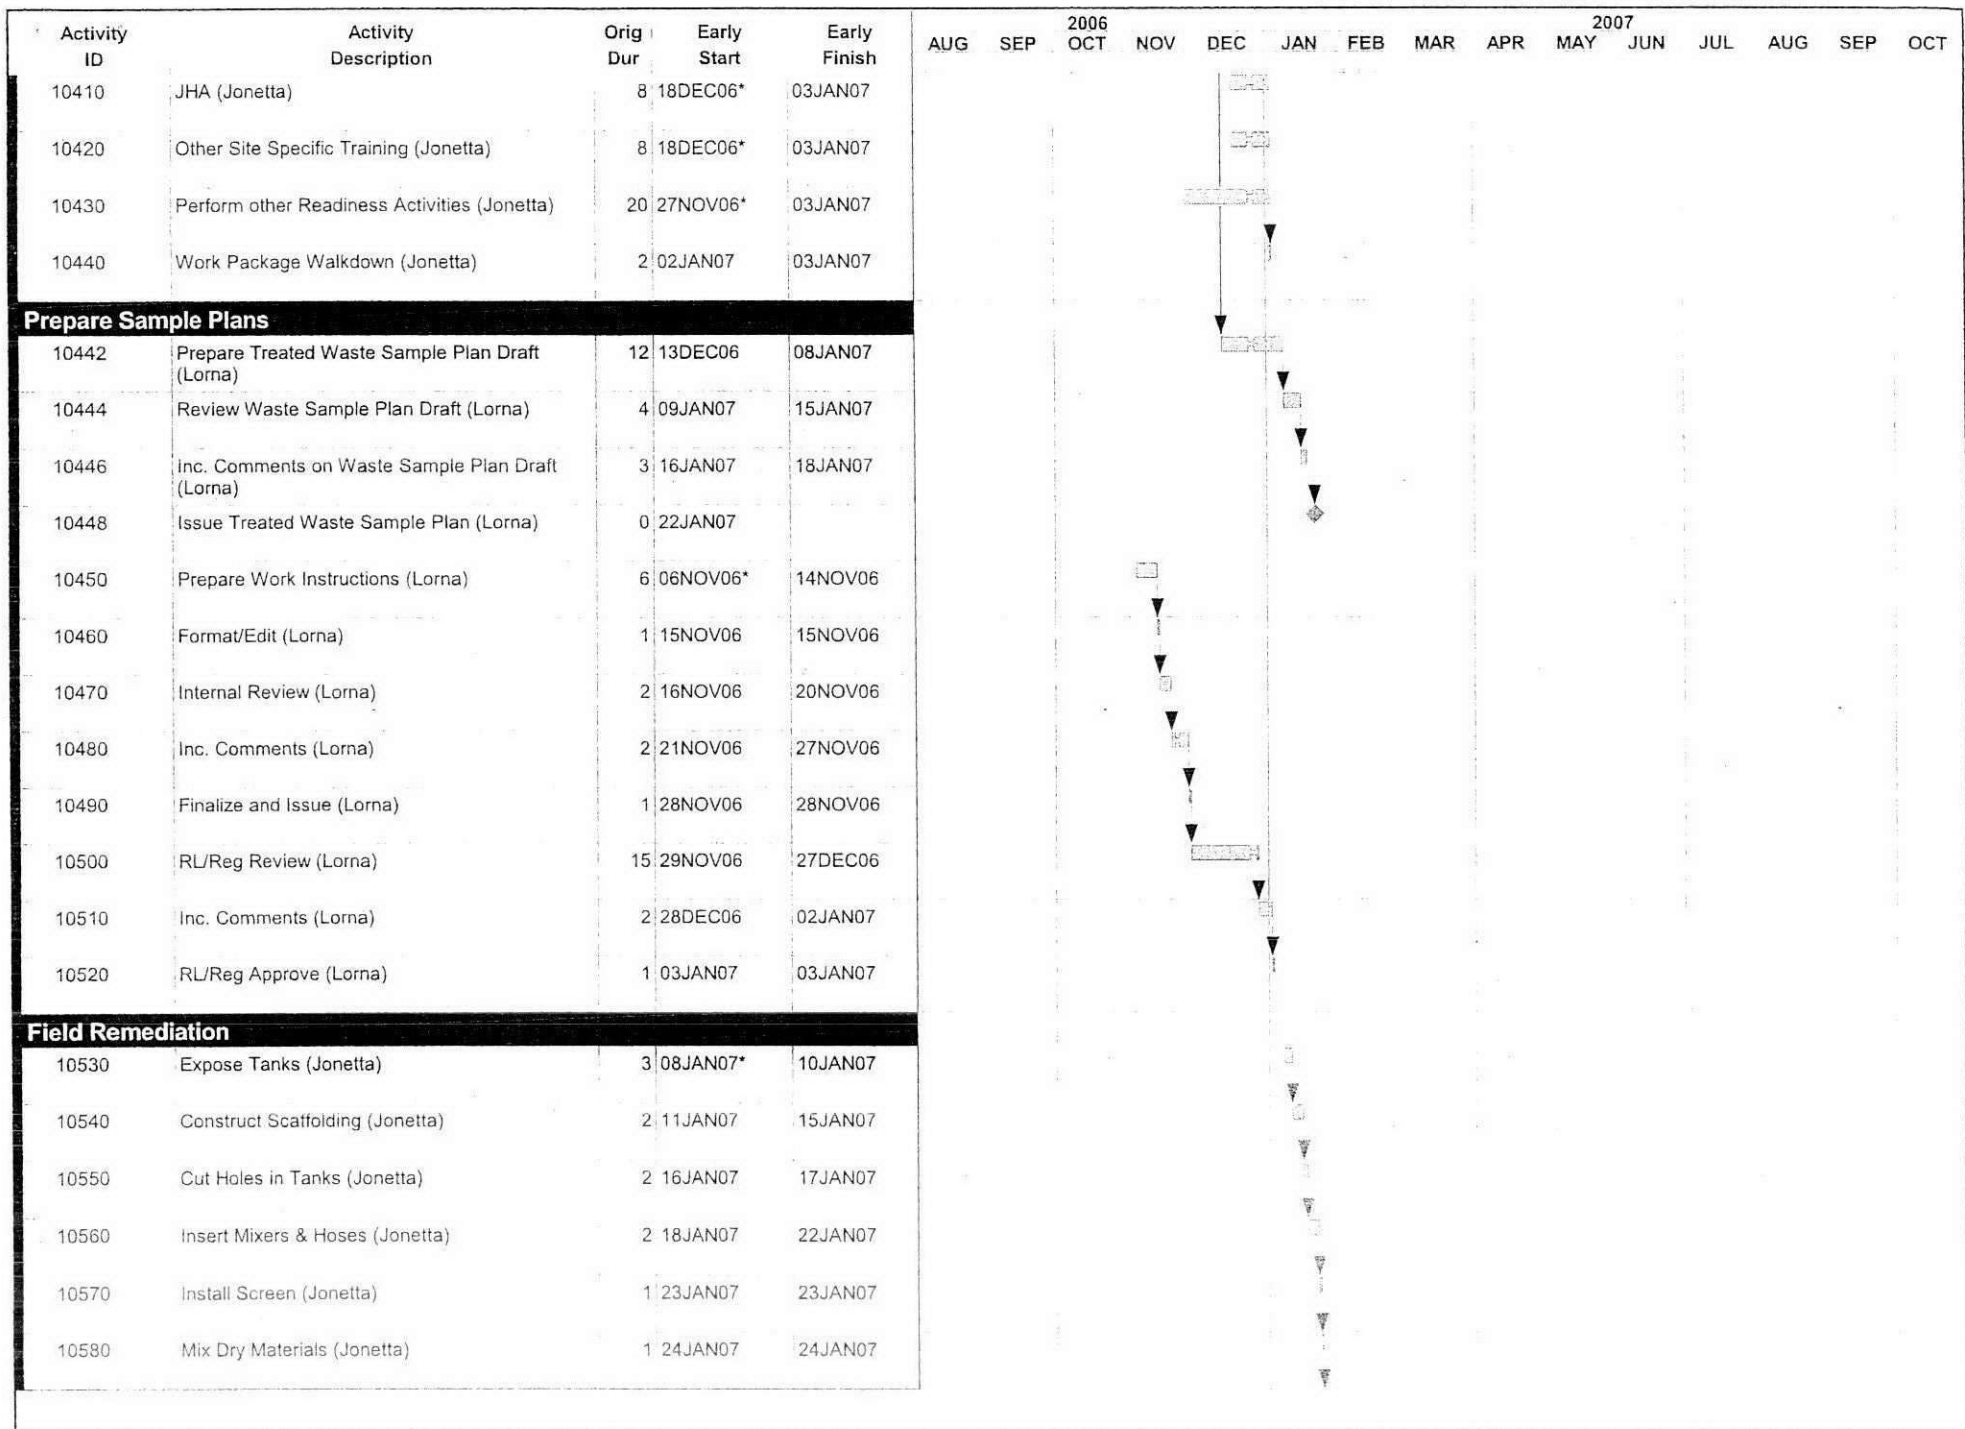 2006 2007
Activity Activity Orig Early Early AUG SEP OCT NOV DEC JAN FEB MAR APR MAY JUN JUL AUG SEP OCT
ID Description Dur Start Finish
10410 JHA (Jonetta) 8 18DEC06* 03JAN07
10420 Other Site Specific Training (Jonetta) 8 18DEC06* 03JAN07
10430 Perform other Readiness Activities (Jonetta) 20 27NOV06* 03JAN07
10440 Work Package Walkdown (Jonetta) 2 02JAN07 03JAN07
Prepare Sample Plans
10442 Prepare Treated Waste Sample Plan Draft 12 13DEC06 08JAN07
(Lorna)
10444 Review Waste Sample Plan Draft (Lorna) 4 09JAN07 15JAN07
10446 Inc. Comments on Waste Sample Plan Draft 3 16JAN07 18JAN07
(Lorna)
10448 Issue Treated Waste Sample Plan (Lorna) 0 22JAN07
10450 Prepare Work Instructions (Lorna) 6 06NOV06* 14NOV06
10460 Format/Edit (Lorna) 1 15NOV06 15NOV06
10470 Internal Review (Lorna) 2 16NOV06 20NOV06
10480 Inc. Comments (Lorna) 2 21NOV06 27NOV06
10490 Finalize and Issue (Lorna) 1 28NOV06 28NOV06
10500 RL/Reg Review (Lorna) 15 29NOV06 27DEC06
10510 Inc. Comments (Lorna) 2 28DEC06 02JAN07
10520 RL/Reg Approve (Lorna) 1 03JAN07 03JAN07
Field Remediation
10530 Expose Tanks (Jonetta) 3 08JAN07* 10JAN07
10540 Construct Scaffolding (Jonetta) 2 11JAN07 15JAN07
10550 Cut Holes in Tanks (Jonetta) 2 16JAN07 17JAN07
10560 Insert Mixers & Hoses (Jonetta) 2 18JAN07 22JAN07
10570 Install Screen (Jonetta) 1 23JAN07 23JAN07
10580 Mix Dry Materials (Jonetta) 1 24JAN07 24JAN07